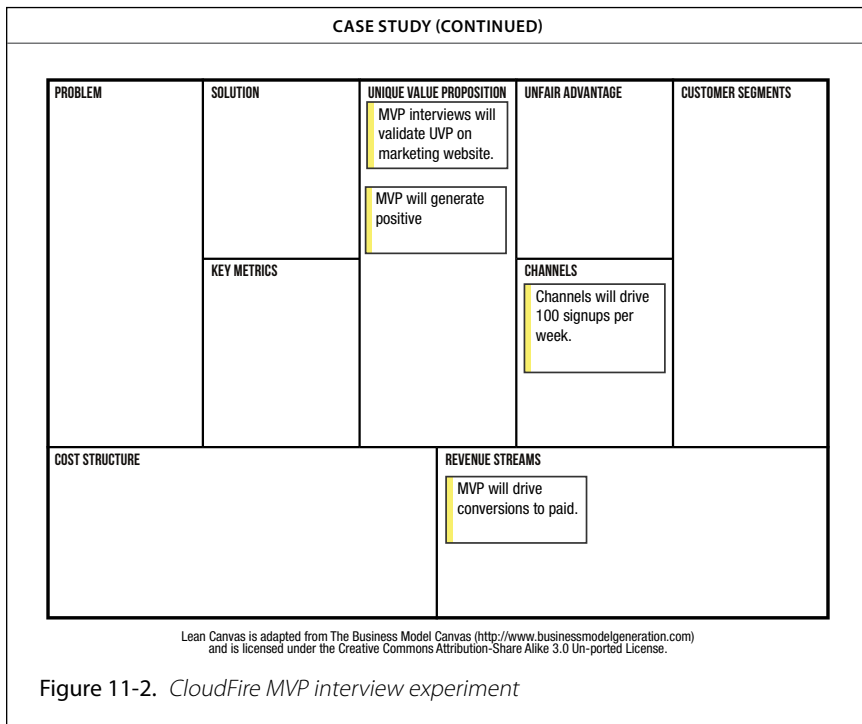 CASE STUDY (CONTINUED)
PROBLEM
SOLUTION
UNIQUE VALUE PROPOSITION
MVP interviews will
validate UVP on
marketing website.
MVP will generate
positive
UNFAIR ADVANTAGE
CUSTOMER SEGMENTS
KEY METRICS
CHANNELS
Channels will drive
100 signups per
week.
COST STRUCTURE
REVENUE STREAMS
MVP will drive
conversions to paid.
Lean Canvas is adapted from The Business Model Canvas (http://www.businessmodelgeneration.com)
and is licensed under the Creative Commons Attribution-Share Alike 3.0 Un-ported License.
Figure 11-2. CloudFire MVP interview experiment